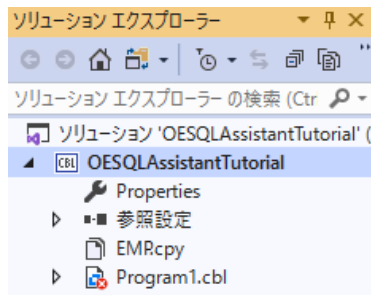 ソリューション エクスプローラー
ソリューション エクスプローラー の検索 (Ctr
ソリューション 'OESQLAssistantTutorial' (
CBL OESQLAssistantTutorial
Properties
参照設定
EMP.cpy
Program1.cbl